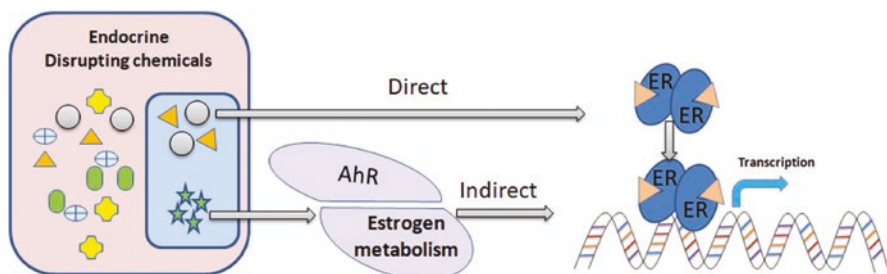 Endocrine
Disrupting chemicals
Direct
AhR
Estrogen
metabolism
Indirect
ER
ER
ER
ER
Transcription